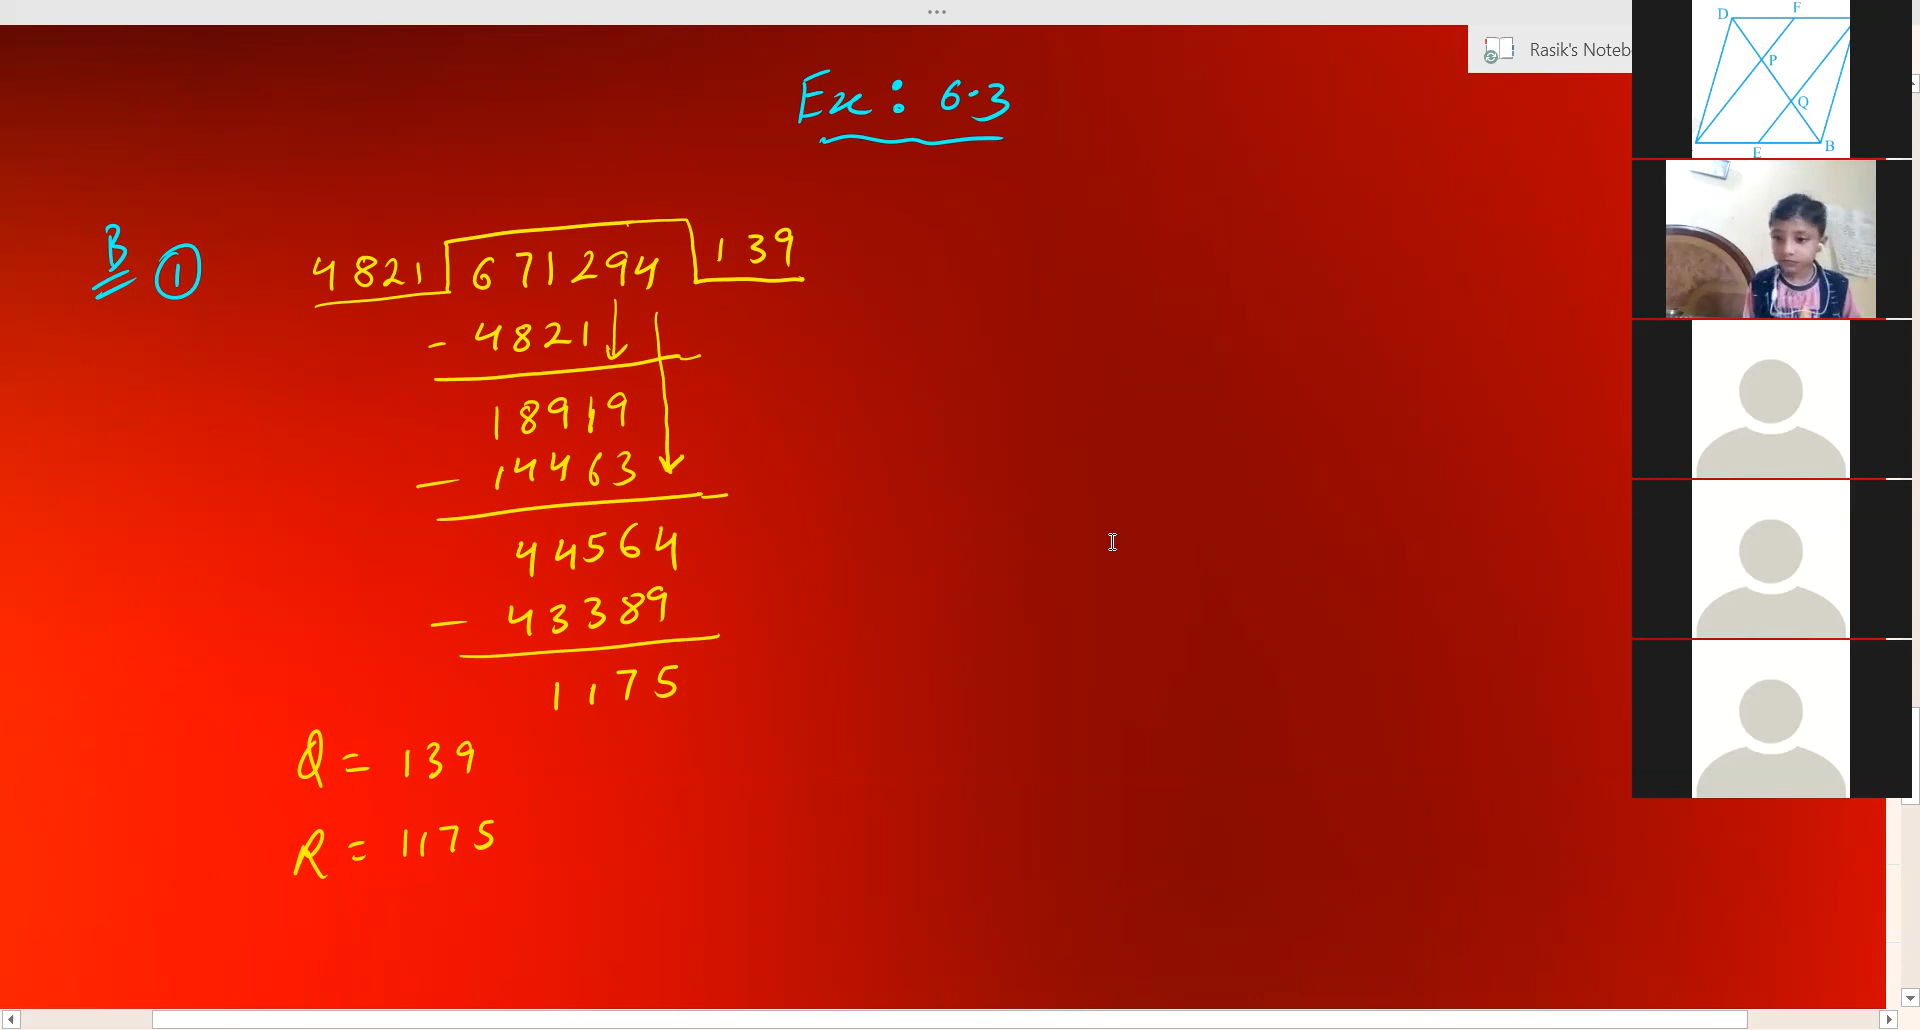 Rasik's Noteb
Ex: 6.3
B ① 4821 671294 139
- 4821
18919
- 14463
44564
- 43389
1175
Q = 139
R = 1175
D F
P
Q
E B